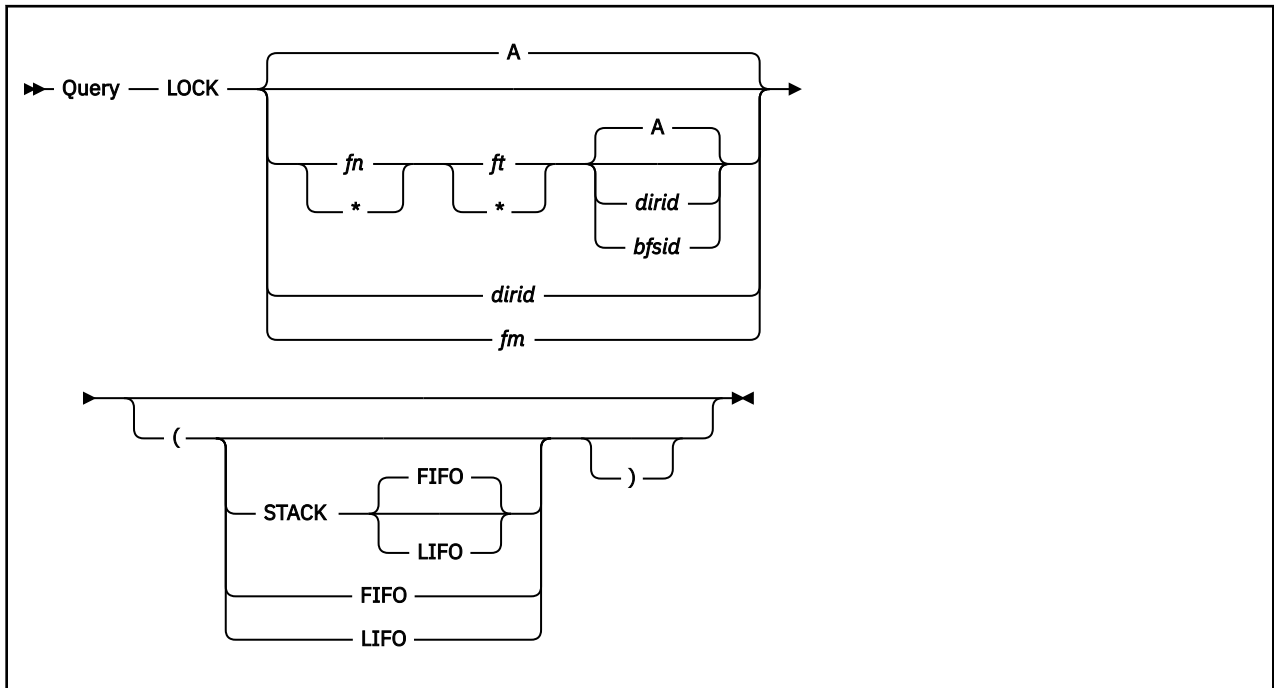 A
Query LOCK
A
fn ft
* *
dirid
bfsid
dirid
fm
(
FIFO
)
STACK
LIFO
FIFO
LIFO